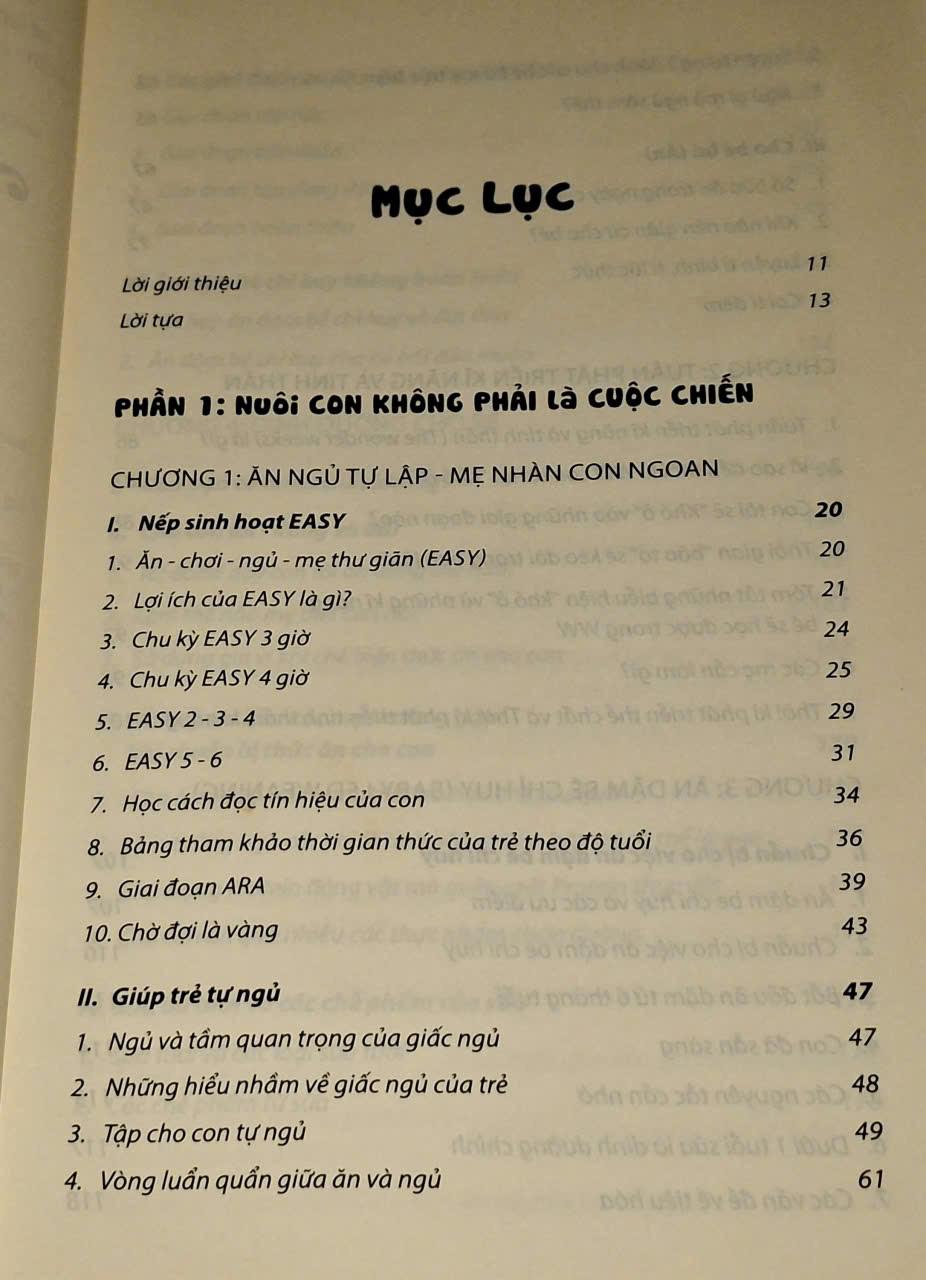 Mục Lục
Lời giới thiệu 11
Lời tựa 13
PHẦN 1: NUÔI CON KHÔNG PHẢI LÀ CUỘC CHIẾN
CHƯƠNG 1: ĂN NGỦ TỰ LẬP - MẸ NHÀN CON NGOAN
I. Nếp sinh hoạt EASY 20
1. Ăn - chơi - ngủ - mẹ thư giãn (EASY) 20
2. Lợi ích của EASY là gì? 21
3. Chu kỳ EASY 3 giờ 24
4. Chu kỳ EASY 4 giờ 25
5. EASY 2 - 3 - 4 29
6. EASY 5 - 6 31
7. Học cách đọc tín hiệu của con 34
8. Bảng tham khảo thời gian thức của trẻ theo độ tuổi 36
9. Giai đoạn ARA 39
10. Chờ đợi là vàng 43
II. Giúp trẻ tự ngủ 47
1. Ngủ và tầm quan trọng của giấc ngủ 47
2. Những hiểu nhầm về giấc ngủ của trẻ 48
3. Tập cho con tự ngủ 49
4. Vòng luẩn quẩn giữa ăn và ngủ 61